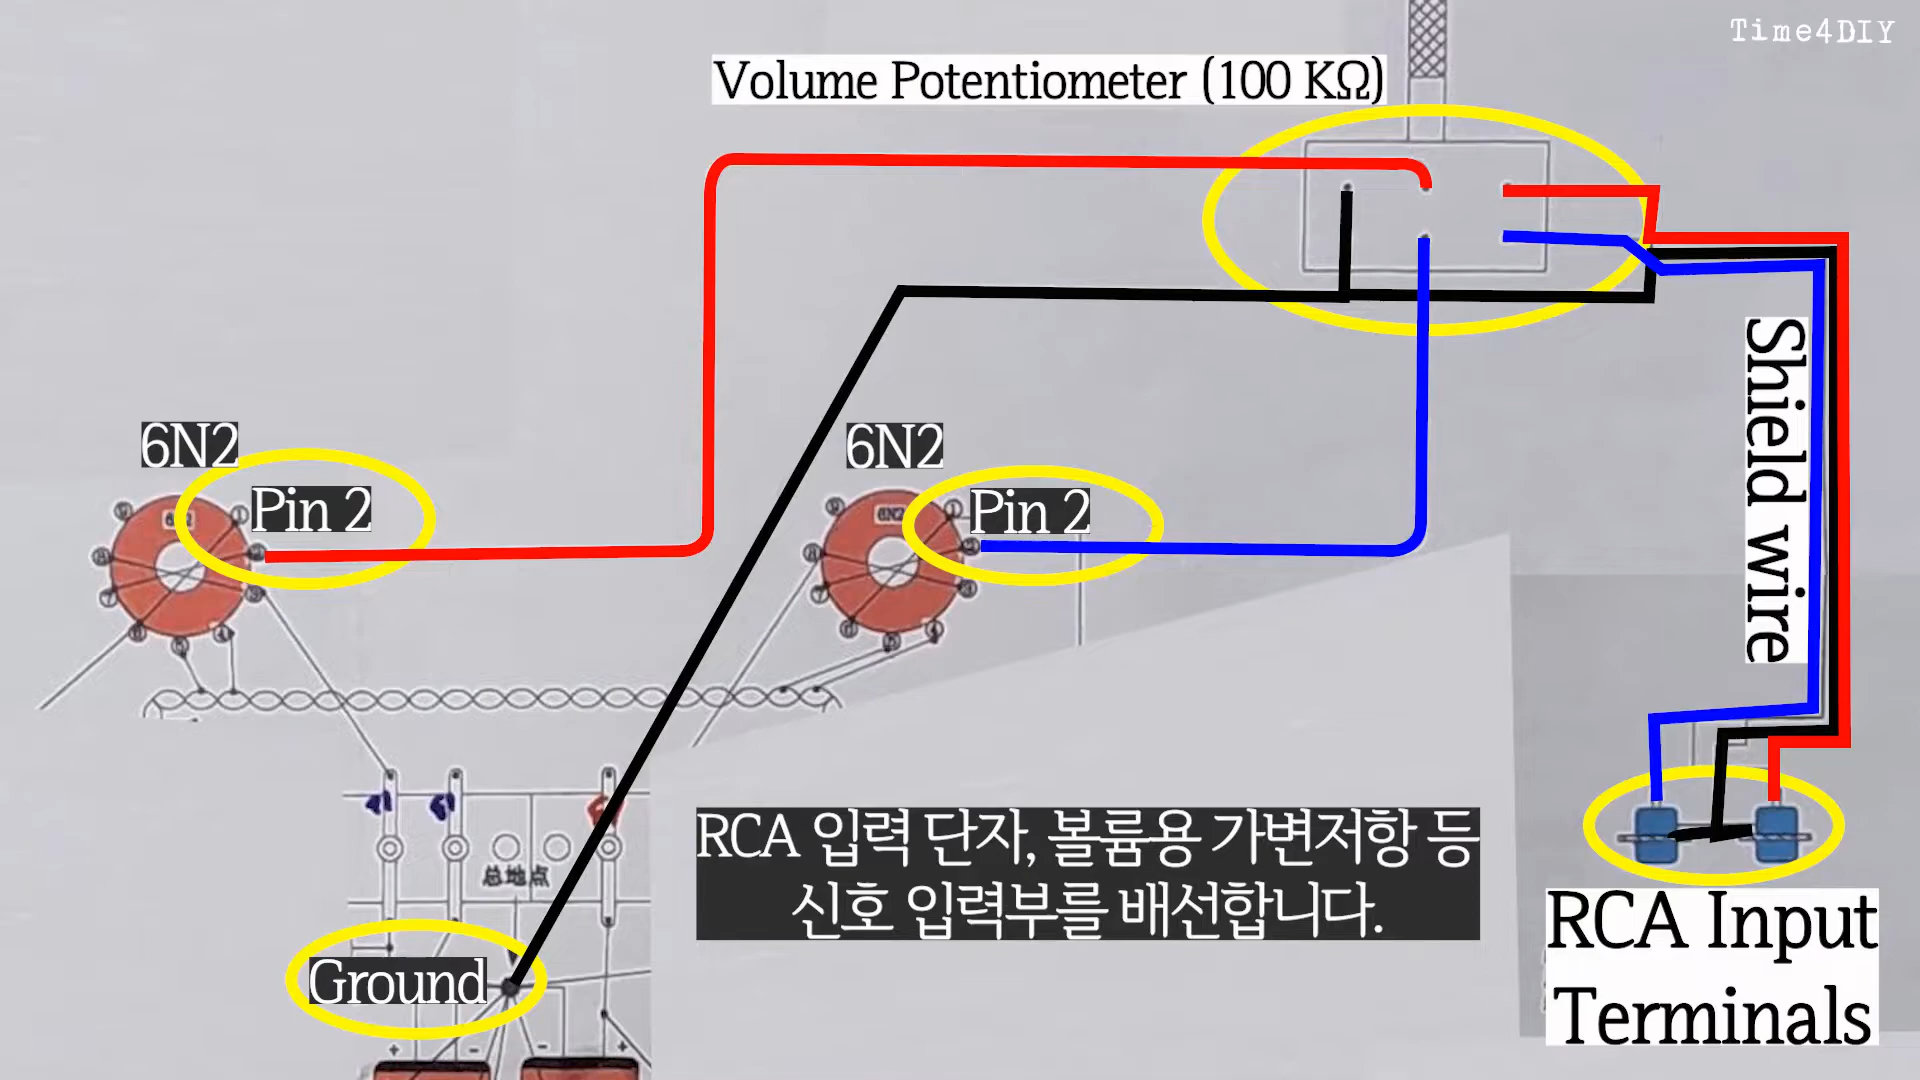 Time4DIY
Volume Potentiometer (100 KΩ)
6N2
Pin 2
6N2
Pin 2
Shield wire
总地点
RCA 입력 단자, 볼륨용 가변저항 등
신호 입력부를 배선합니다.
Ground
RCA Input
Terminals